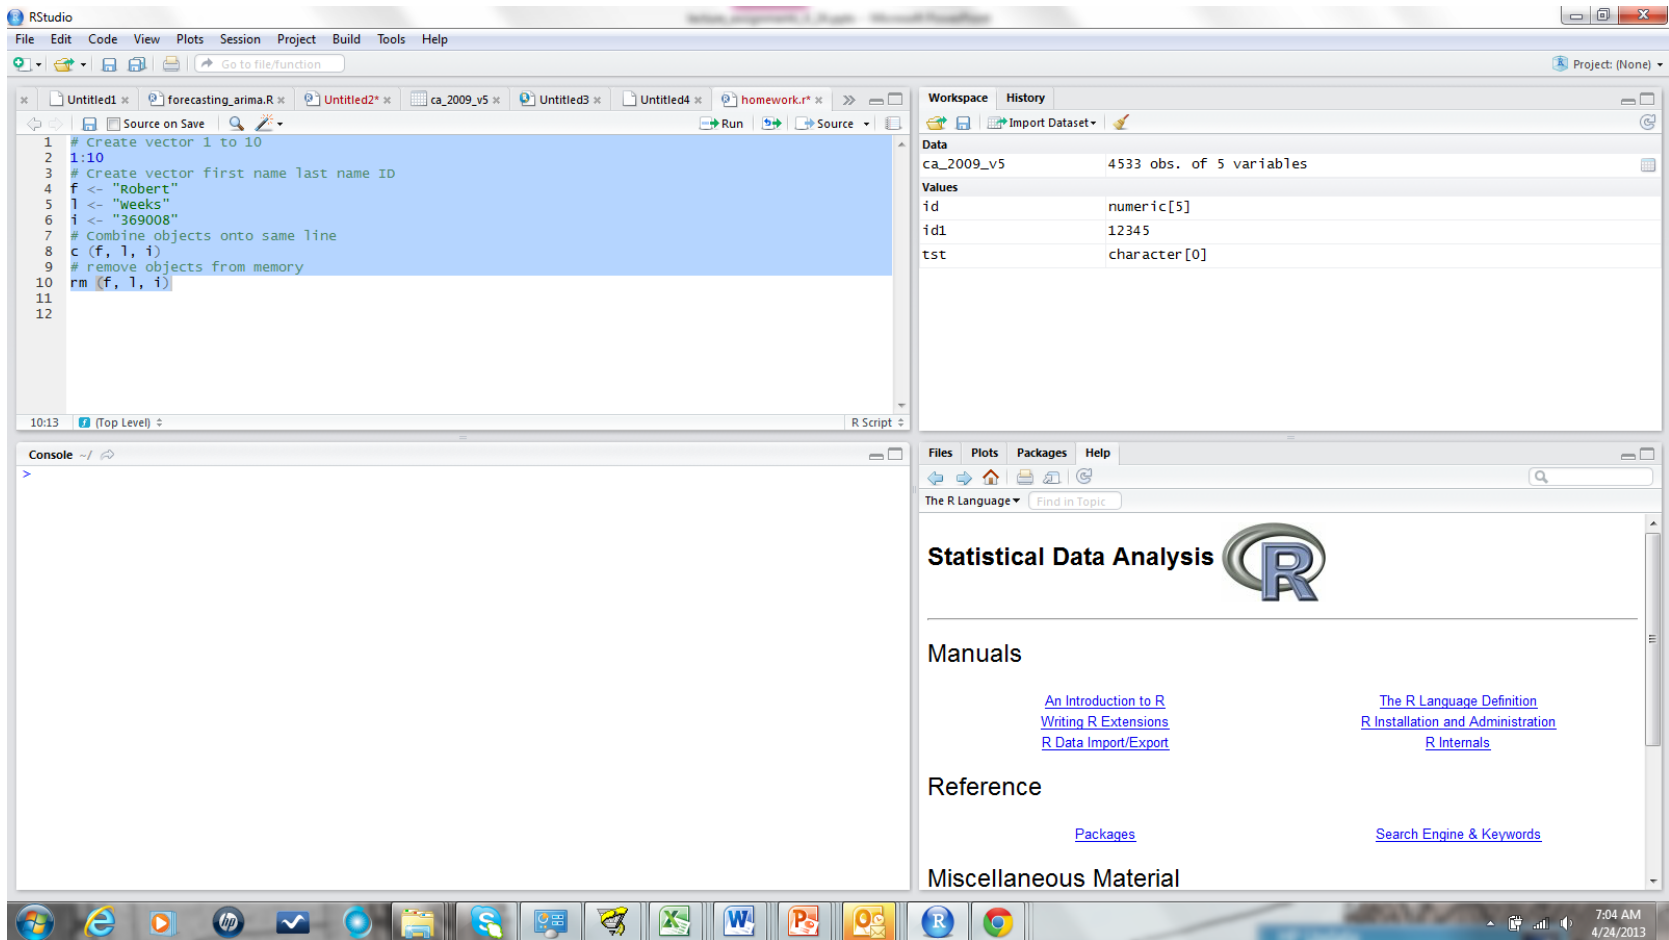 RStudio
File Edit Code View Plots Session Project Build Tools Help
Go to file/function
Project: (None)
Untitled1 forecasting_arima.R Untitled2* ca_2009_v5 Untitled3 Untitled4 homework.r*
Source on Save Run Source
1 # Create vector 1 to 10
2 1:10
3 # Create vector first name last name ID
4 f <- "Robert"
5 l <- "Weeks"
6 i <- "369008"
7 # Combine objects onto same line
8 c (f, l, i)
9 # remove objects from memory
10 rm (f, l, i)
11
12
10:13 (Top Level) R Script
Console ~/
>
Workspace History
Import Dataset
Data
ca_2009_v5 4533 obs. of 5 variables
Values
id numeric[5]
id1 12345
tst character[0]
Files Plots Packages Help
The R Language Find in Topic
Statistical Data Analysis R
Manuals
An Introduction to R The R Language Definition
Writing R Extensions R Installation and Administration
R Data Import/Export R Internals
Reference
Packages Search Engine & Keywords
Miscellaneous Material
7:04 AM
4/24/2013